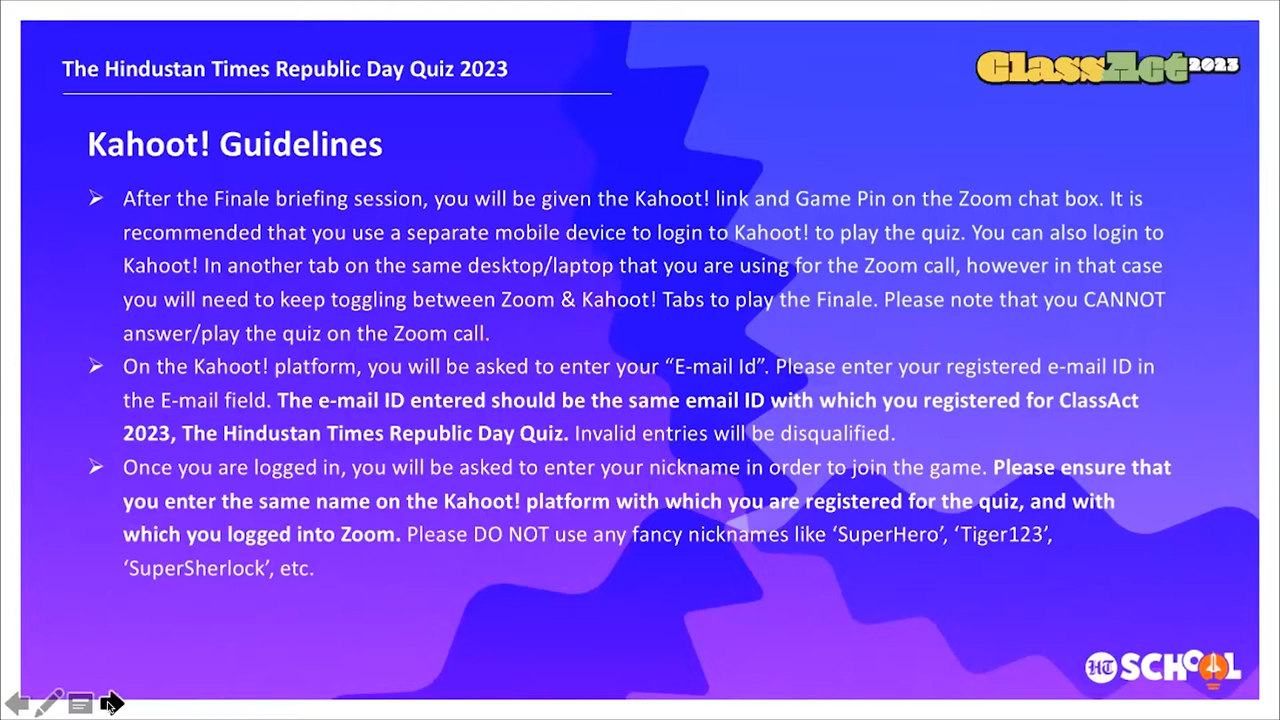 The Hindustan Times Republic Day Quiz 2023
ClassAct 2023
Kahoot! Guidelines
➢ After the Finale briefing session, you will be given the Kahoot! link and Game Pin on the Zoom chat box. It is
recommended that you use a separate mobile device to login to Kahoot! to play the quiz. You can also login to
Kahoot! In another tab on the same desktop/laptop that you are using for the Zoom call, however in that case
you will need to keep toggling between Zoom & Kahoot! Tabs to play the Finale. Please note that you CANNOT
answer/play the quiz on the Zoom call.
➢ On the Kahoot! platform, you will be asked to enter your “E-mail Id”. Please enter your registered e-mail ID in
the E-mail field. The e-mail ID entered should be the same email ID with which you registered for ClassAct
2023, The Hindustan Times Republic Day Quiz. Invalid entries will be disqualified.
➢ Once you are logged in, you will be asked to enter your nickname in order to join the game. Please ensure that
you enter the same name on the Kahoot! platform with which you are registered for the quiz, and with
which you logged into Zoom. Please DO NOT use any fancy nicknames like ‘SuperHero’, ‘Tiger123’,
‘SuperSherlock’, etc.
HT SCHOOL